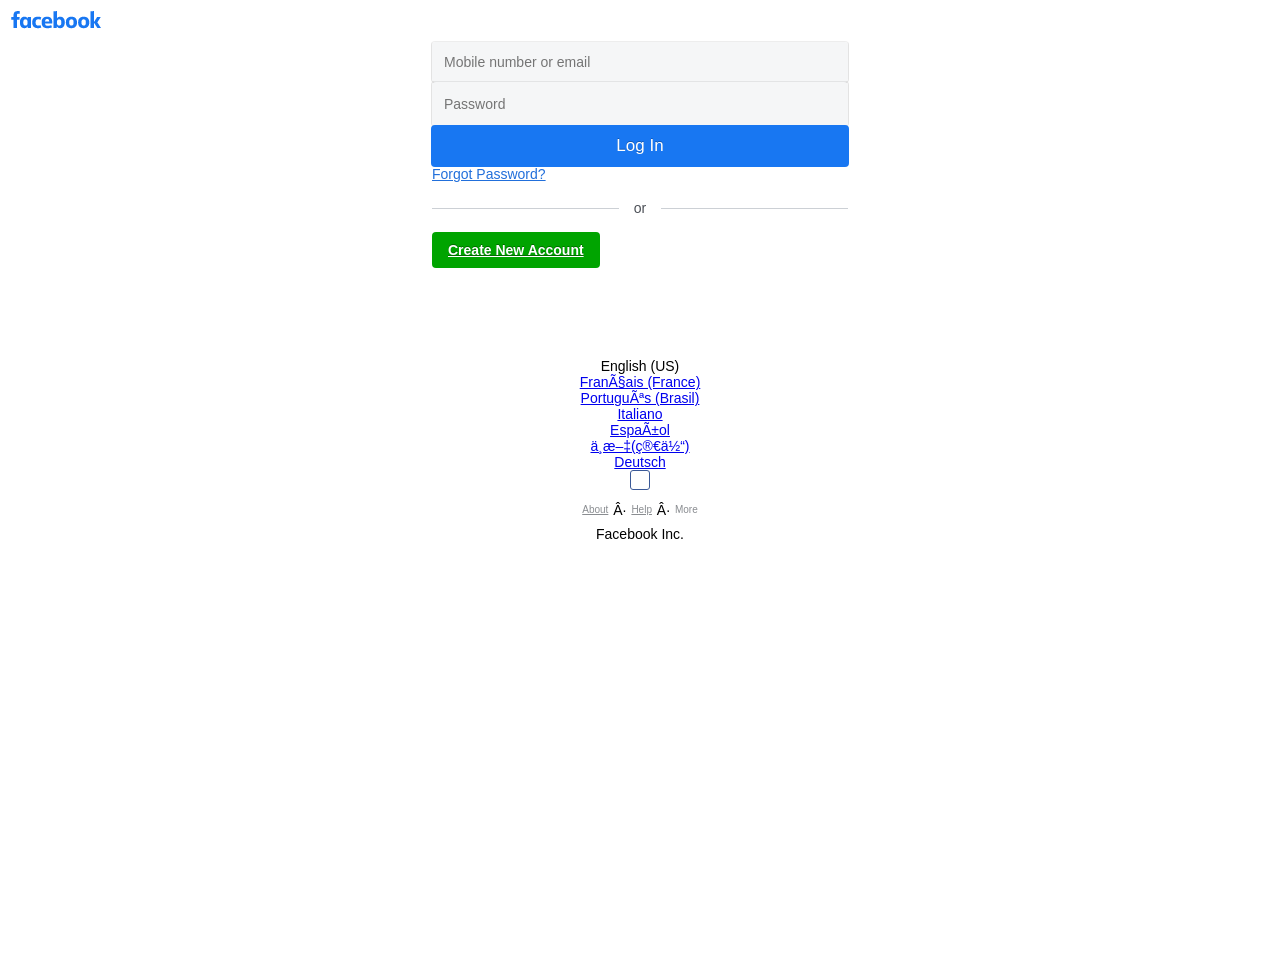 facebook
Mobile number or email
Password
Log In
Forgot Password?
or
Create New Account
English (US)
FranÃ§ais (France)
PortuguÃªs (Brasil)
Italiano
EspaÃ±ol
ä¸­æ–‡(ç®€ä½“)
Deutsch
About Â· Help Â· More
Facebook Inc.